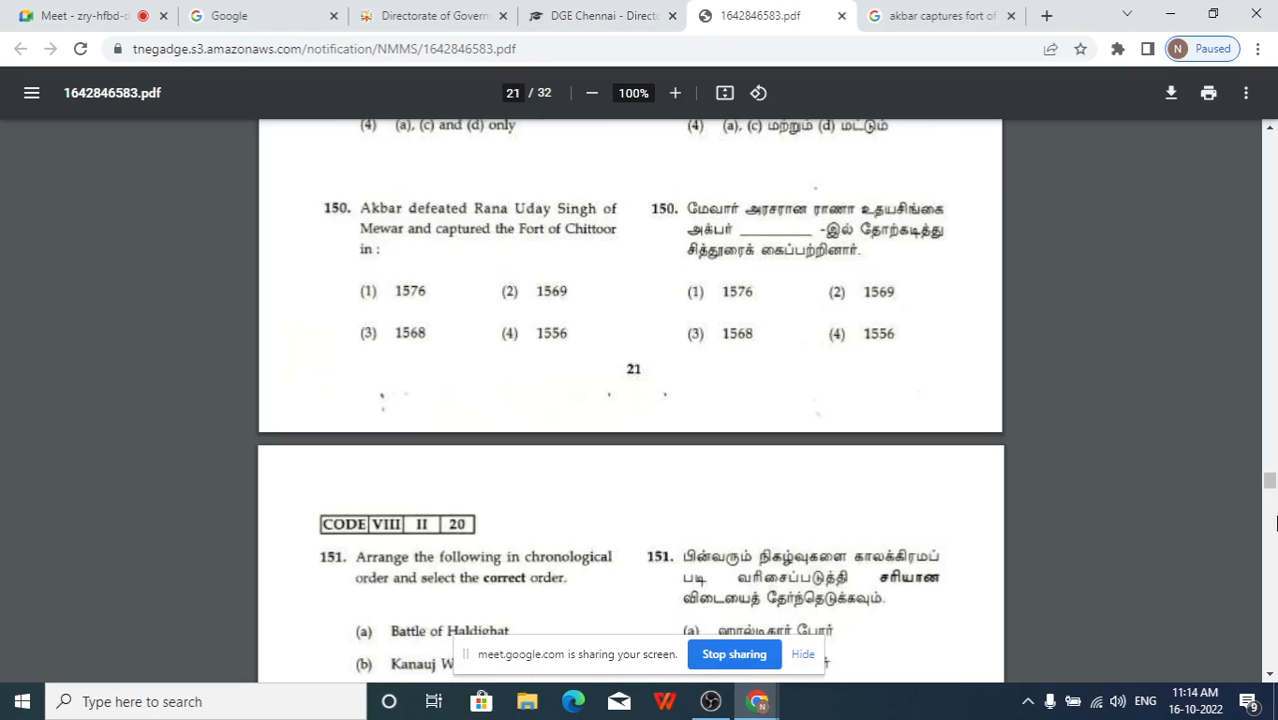 Meet - zry-hfbd-d
Google
Directorate of Govern
DGE Chennai - Direct
1642846583.pdf
akbar captures fort of
tnegadge.s3.amazonaws.com/notification/NMMS/1642846583.pdf
N Paused
1642846583.pdf
21 / 32
100%
(4) (a), (c) and (d) only
(4) (a), (c) மற்றும் (d) மட்டும்
150. Akbar defeated Rana Uday Singh of
Mewar and captured the Fort of Chittoor
in :
(1) 1576 (2) 1569
(3) 1568 (4) 1556
150. மேவார் அரசரான ராணா உதயசிங்கை
அக்பர் ________ -இல் தோற்கடித்து
சித்தூரைக் கைப்பற்றினார்.
(1) 1576 (2) 1569
(3) 1568 (4) 1556
21
CODE VIII II 20
151. Arrange the following in chronological
order and select the correct order.
(a) Battle of Haldighat
(b) Kanauj W
151. பின்வரும் நிகழ்வுகளை காலக்கிரமப்
படி வரிசைப்படுத்தி சரியான
விடையைத் தேர்ந்தெடுக்கவும்.
(a) ஹால்டிகார் போர்
meet.google.com is sharing your screen.
Stop sharing
Hide
Type here to search
ENG
11:14 AM
16-10-2022
9